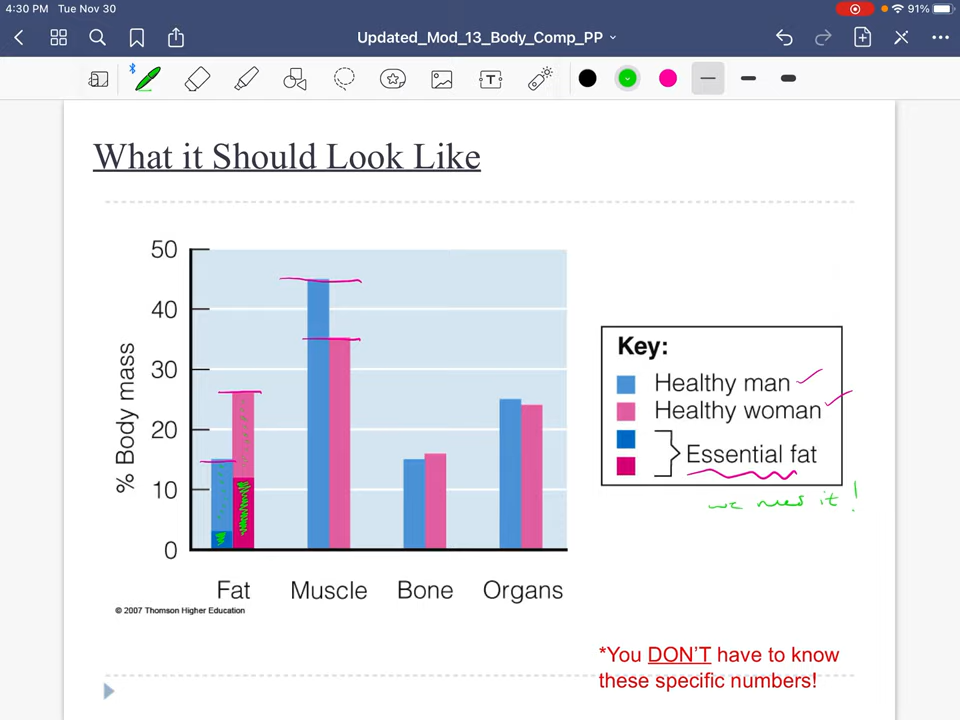 4:30 PM Tue Nov 30
91%
Updated_Mod_13_Body_Comp_PP
T
What it Should Look Like
50
40
30
20
10
0
% Body mass
Fat Muscle Bone Organs
© 2007 Thomson Higher Education
Key:
Healthy man
Healthy woman
Essential fat
we need it!
*You DON'T have to know
these specific numbers!